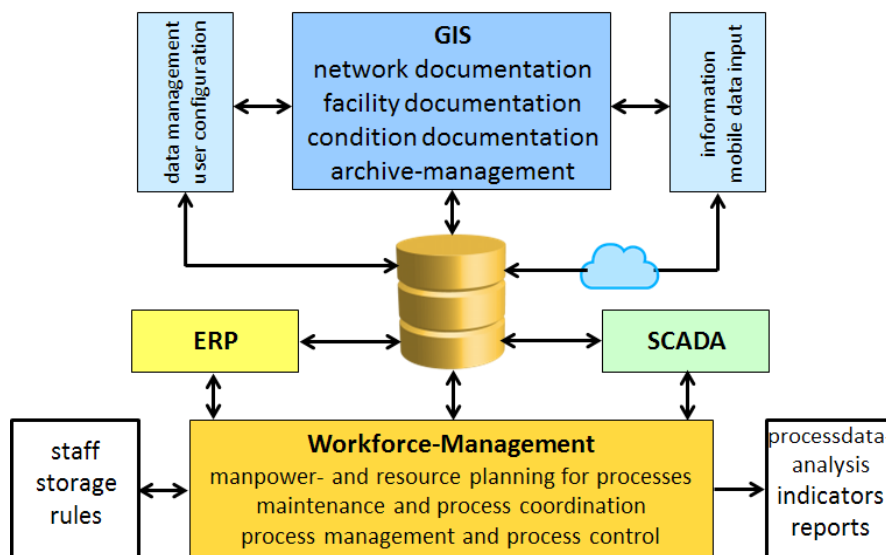 data management
user configuration
GIS
network documentation
facility documentation
condition documentation
archive-management
information
mobile data input
ERP
SCADA
staff
storage
rules
Workforce-Management
manpower- and resource planning for processes
maintenance and process coordination
process management and process control
processdata
analysis
indicators
reports